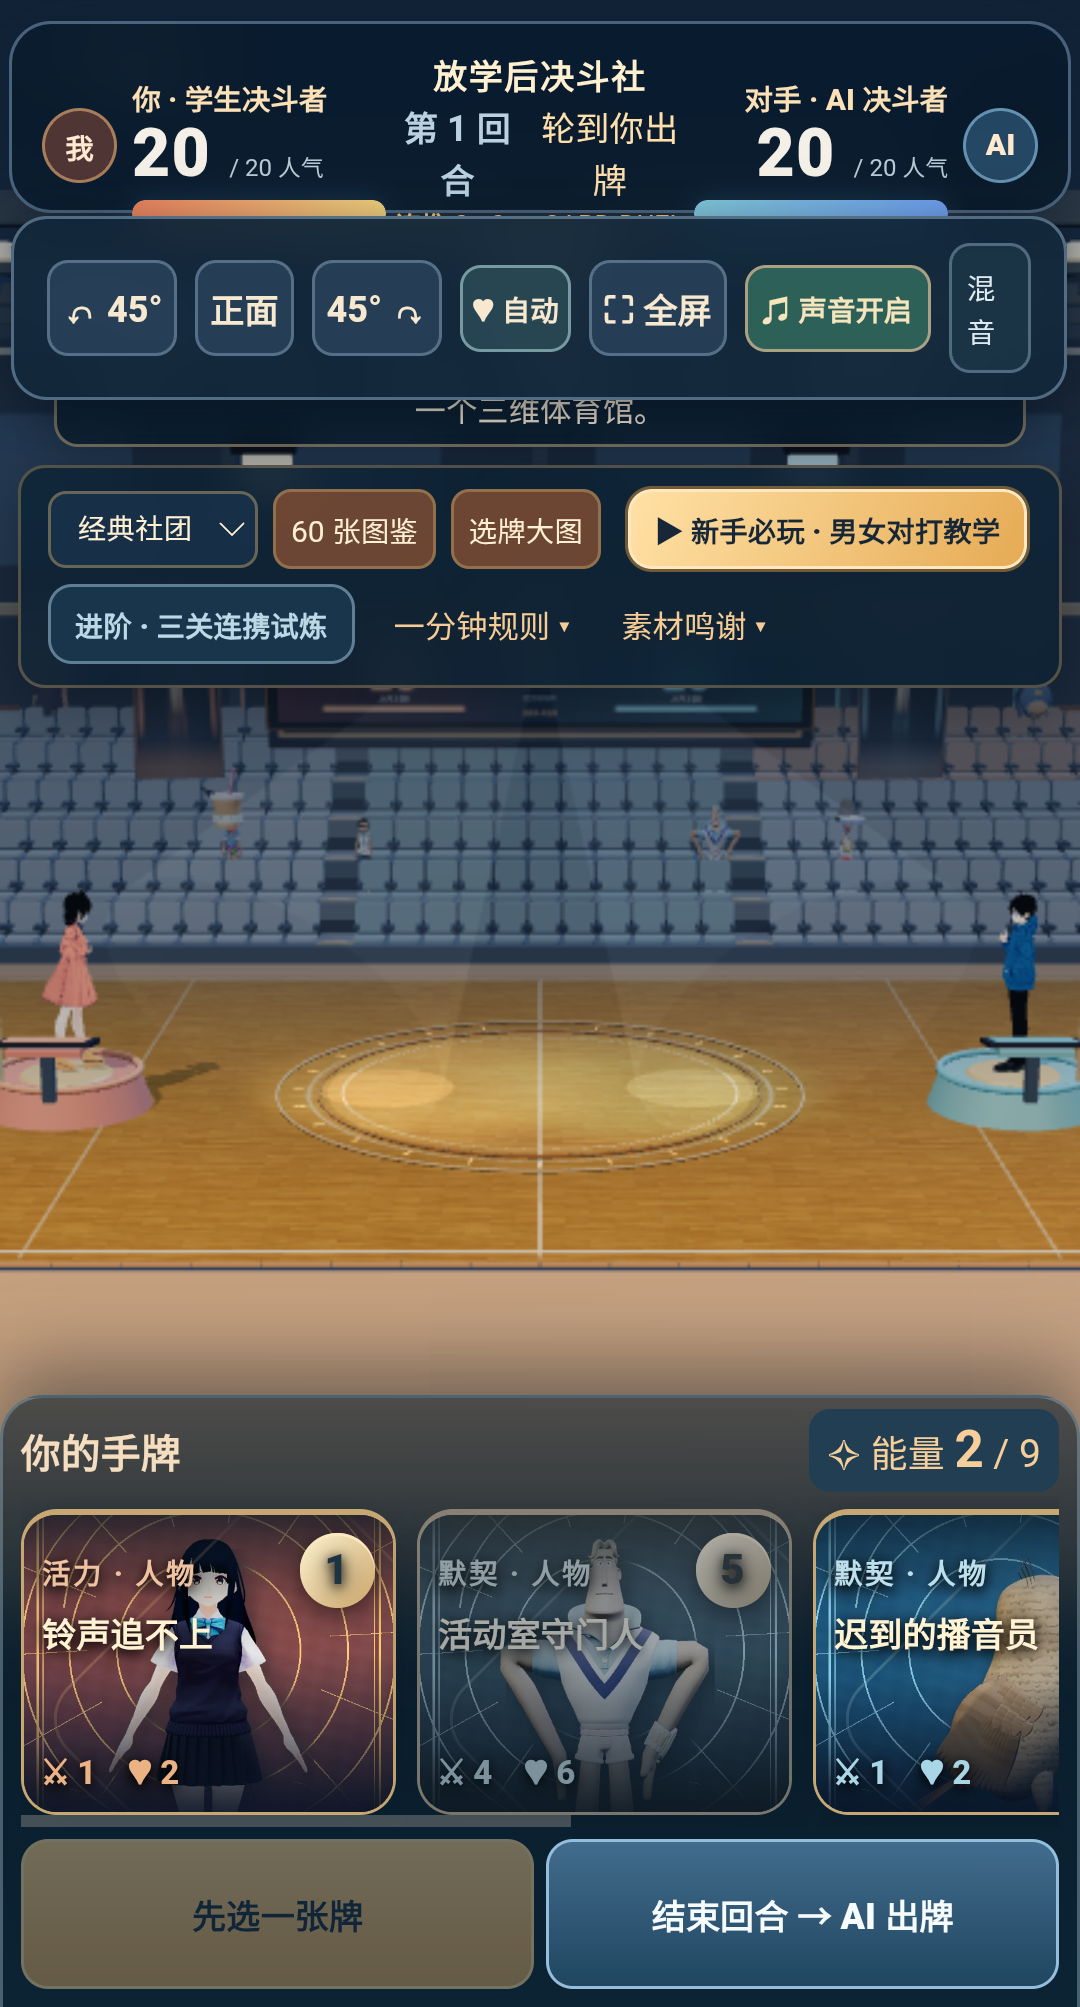 放学后决斗社
你 · 学生决斗者
第 1 回合
轮到你出牌
对手 · AI 决斗者
我
20 / 20 人气
20 / 20 人气
AI
45°
正面
45°
♥ 自动
全屏
声音开启
混音
一个三维体育馆。
经典社团
60 张图鉴
选牌大图
▶ 新手必玩 · 男女对打教学
进阶 · 三关连携试炼
一分钟规则 ▾
素材鸣谢 ▾
你的手牌
能量 2 / 9
活力 · 人物
1
铃声追不上
⚔ 1 ♥ 2
默契 · 人物
5
活动室守门人
⚔ 4 ♥ 6
默契 · 人物
迟到的播音员
⚔ 1 ♥ 2
先选一张牌
结束回合 → AI 出牌